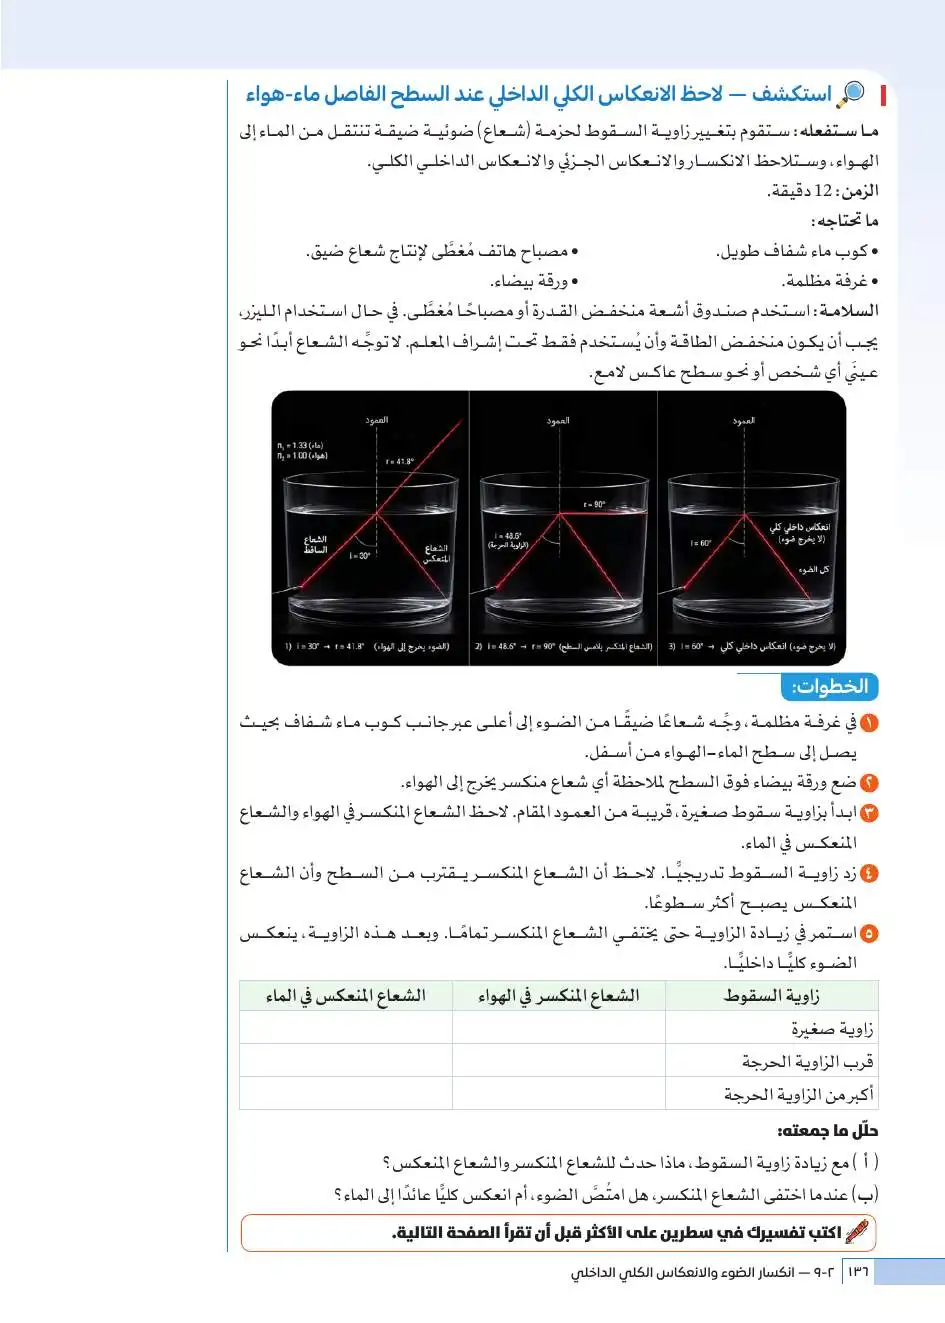 استكشف — لاحظ الانعكاس الكلي الداخلي عند السطح الفاصل ماء-هواء
ما ستفعله: ستقوم بتغيير زاوية السقوط لحزمة (شعاع) ضوئية ضيقة تنتقل من الماء إلى
الهواء، وستلاحظ الانكسار والانعكاس الجزئي والانعكاس الداخلي الكلي.
الزمن: 12 دقيقة.
ما تحتاجه:
• كوب ماء شفاف طويل. • مصباح هاتف مُغطَّى لإنتاج شعاع ضيق.
• غرفة مظلمة. • ورقة بيضاء.
السلامة: استخدم صندوق أشعة منخفض القدرة أو مصباحًا مُغطَّى. في حال استخدام الليزر،
يجب أن يكون منخفض الطاقة وأن يُستخدم فقط تحت إشراف المعلم. لا توجِّه الشعاع أبدًا نحو
عينَي أي شخص أو نحو سطح عاكس لامع.
العمود
n₁ = 1.33 (ماء)
n₂ = 1.00 (هواء)
r = 41.8°
الشعاع الساقط
i = 30°
الشعاع المنعكس
1) i = 30° → r = 41.8° (الضوء يخرج إلى الهواء)
العمود
r = 90°
i = 48.6°
(الزاوية الحرجة)
2) i = 48.6° → r = 90° (الشعاع المنكسر يلامس السطح)
العمود
انعكاس داخلي كلي
(لا يخرج ضوء)
i = 60°
كل الضوء
3) i = 60° → انعكاس داخلي كلي (لا يخرج ضوء)
الخطوات:
١ في غرفة مظلمة، وجِّه شعاعًا ضيقًا من الضوء إلى أعلى عبر جانب كوب ماء شفاف بحيث
يصل إلى سطح الماء-الهواء من أسفل.
٢ ضع ورقة بيضاء فوق السطح لملاحظة أي شعاع منكسر يخرج إلى الهواء.
٣ ابدأ بزاوية سقوط صغيرة، قريبة من العمود المقام. لاحظ الشعاع المنكسر في الهواء والشعاع
المنعكس في الماء.
٤ زد زاوية السقوط تدريجيًّا. لاحظ أن الشعاع المنكسر يقترب من السطح وأن الشعاع
المنعكس يصبح أكثر سطوعًا.
٥ استمر في زيادة الزاوية حتى يختفي الشعاع المنكسر تمامًا. وبعد هذه الزاوية، ينعكس
الضوء كليًّا داخليًّا.
زاوية السقوط الشعاع المنكسر في الهواء الشعاع المنعكس في الماء
زاوية صغيرة
قرب الزاوية الحرجة
أكبر من الزاوية الحرجة
حلّل ما جمعته:
(أ) مع زيادة زاوية السقوط، ماذا حدث للشعاع المنكسر والشعاع المنعكس؟
(ب) عندما اختفى الشعاع المنكسر، هل امتُصَّ الضوء، أم انعكس كليًّا عائدًا إلى الماء؟
اكتب تفسيرك في سطرين على الأكثر قبل أن تقرأ الصفحة التالية.
١٣٦ ٢-٩ — انكسار الضوء والانعكاس الكلي الداخلي